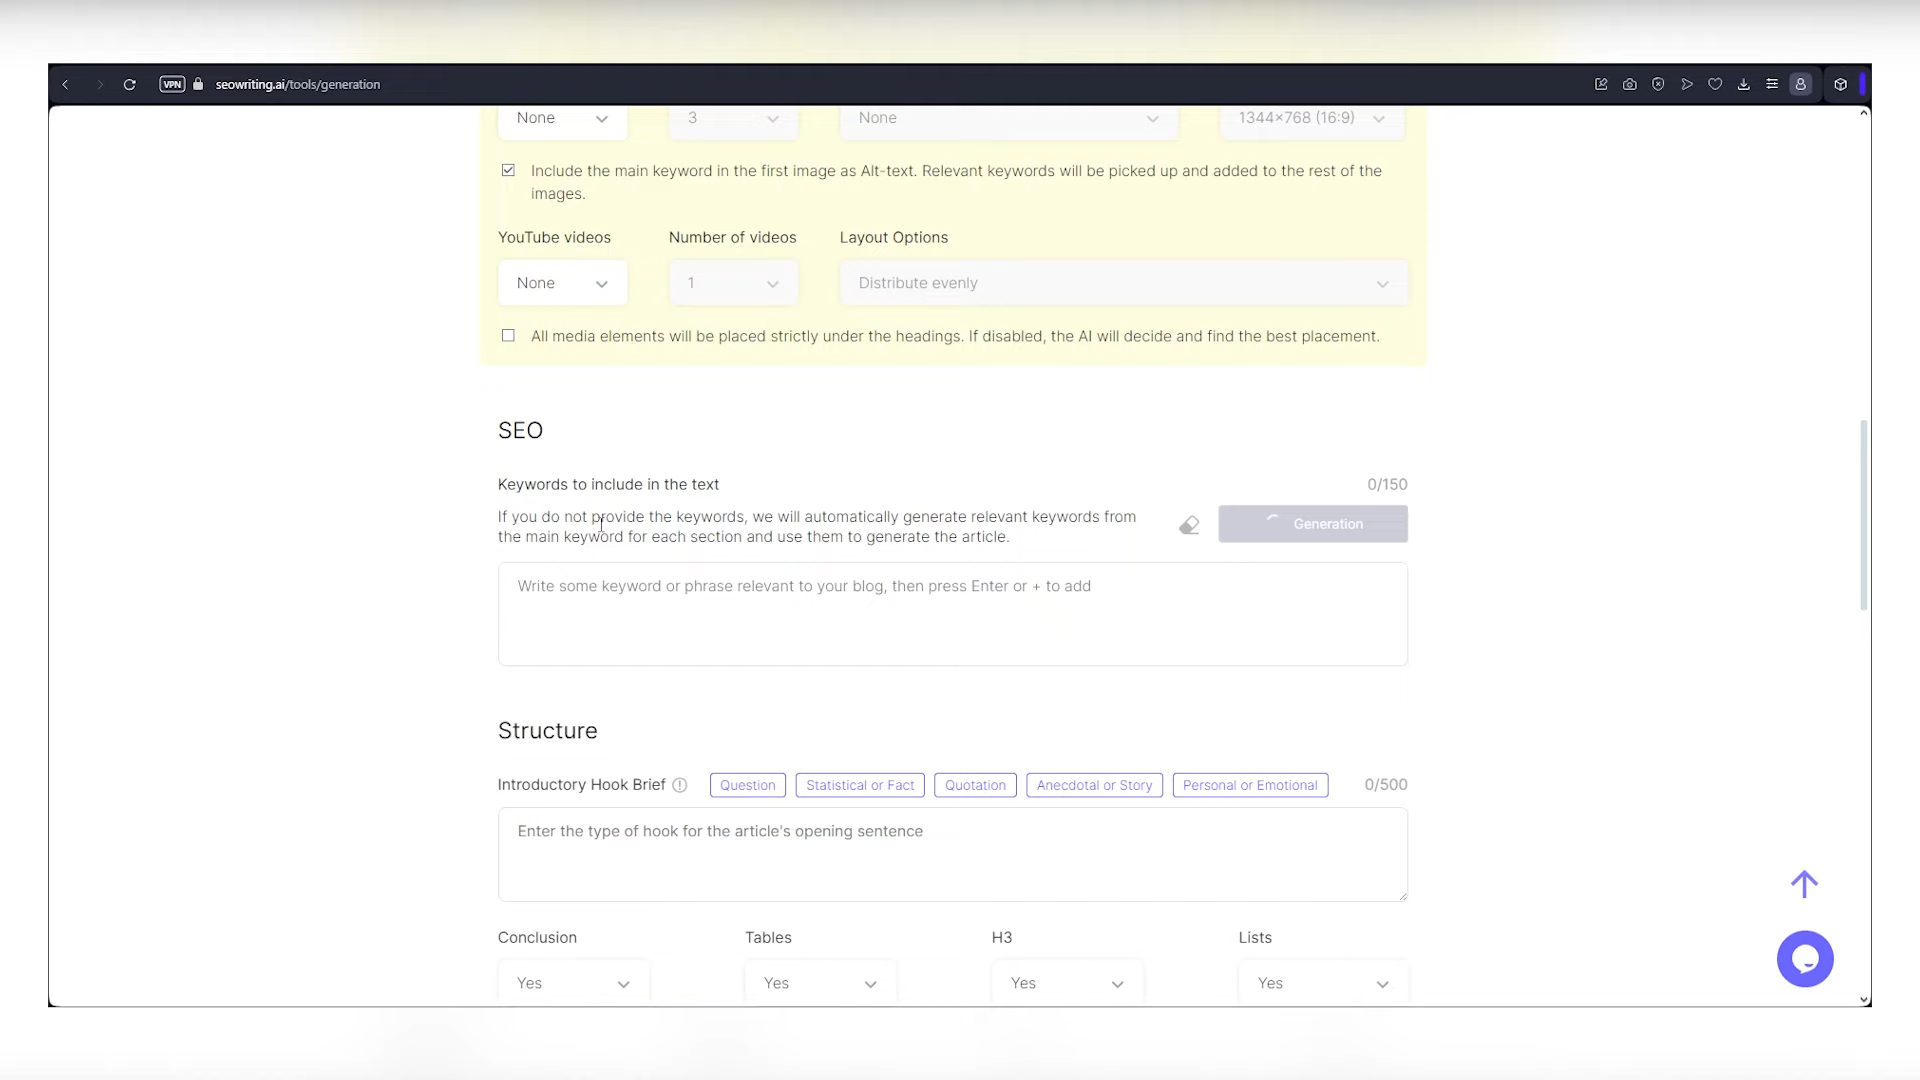 VPN seowriting.ai/tools/generation
None 3 None 1344×768 (16:9)
Include the main keyword in the first image as Alt-text. Relevant keywords will be picked up and added to the rest of the
images.
YouTube videos Number of videos Layout Options
None 1 Distribute evenly
All media elements will be placed strictly under the headings. If disabled, the AI will decide and find the best placement.
SEO
Keywords to include in the text 0/150
If you do not provide the keywords, we will automatically generate relevant keywords from
the main keyword for each section and use them to generate the article.
Generation
Write some keyword or phrase relevant to your blog, then press Enter or + to add
Structure
Introductory Hook Brief Question Statistical or Fact Quotation Anecdotal or Story Personal or Emotional 0/500
Enter the type of hook for the article's opening sentence
Conclusion Tables H3 Lists
Yes Yes Yes Yes